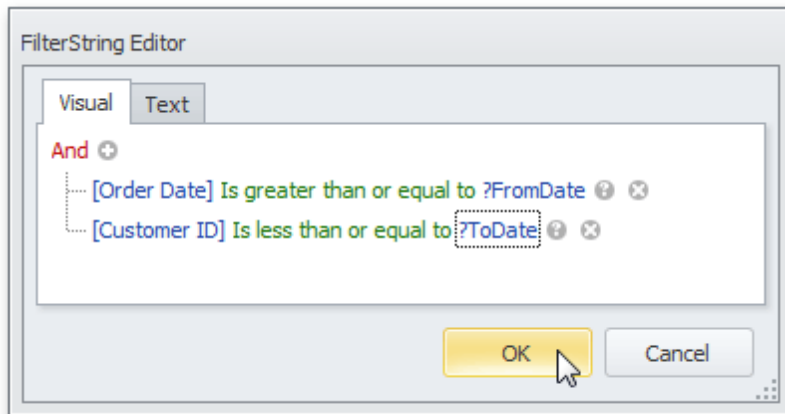 FilterString Editor
Visual Text
And
[Order Date] Is greater than or equal to ?FromDate
[Customer ID] Is less than or equal to ?ToDate
OK Cancel